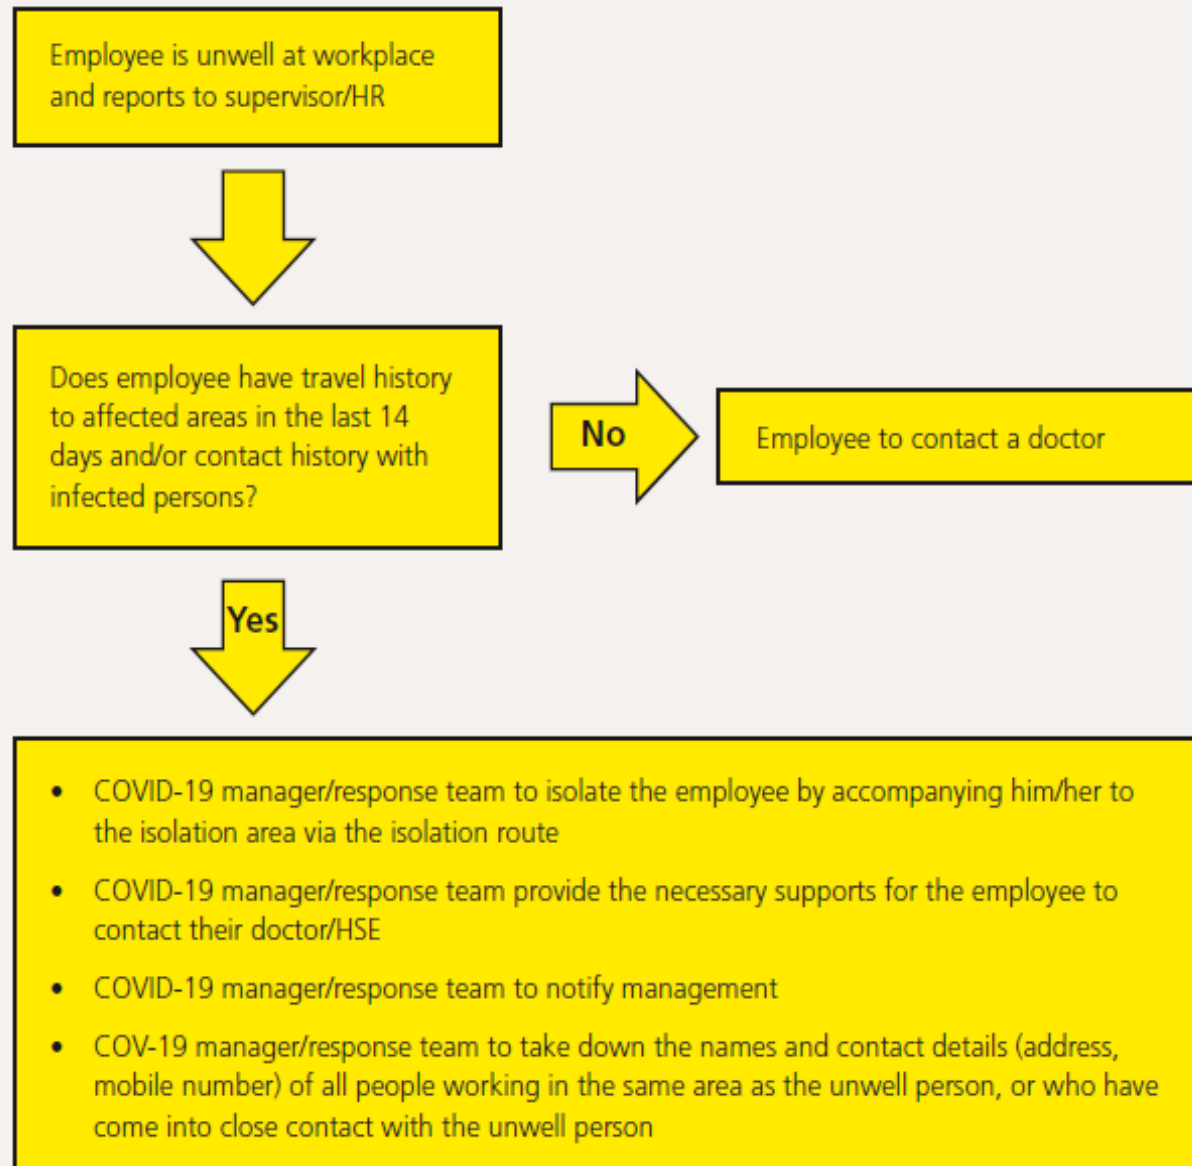 Employee is unwell at workplace
and reports to supervisor/HR
Does employee have travel history
to affected areas in the last 14
days and/or contact history with
infected persons?
No
Employee to contact a doctor
Yes
• COVID-19 manager/response team to isolate the employee by accompanying him/her to
the isolation area via the isolation route
• COVID-19 manager/response team provide the necessary supports for the employee to
contact their doctor/HSE
• COVID-19 manager/response team to notify management
• COV-19 manager/response team to take down the names and contact details (address,
mobile number) of all people working in the same area as the unwell person, or who have
come into close contact with the unwell person